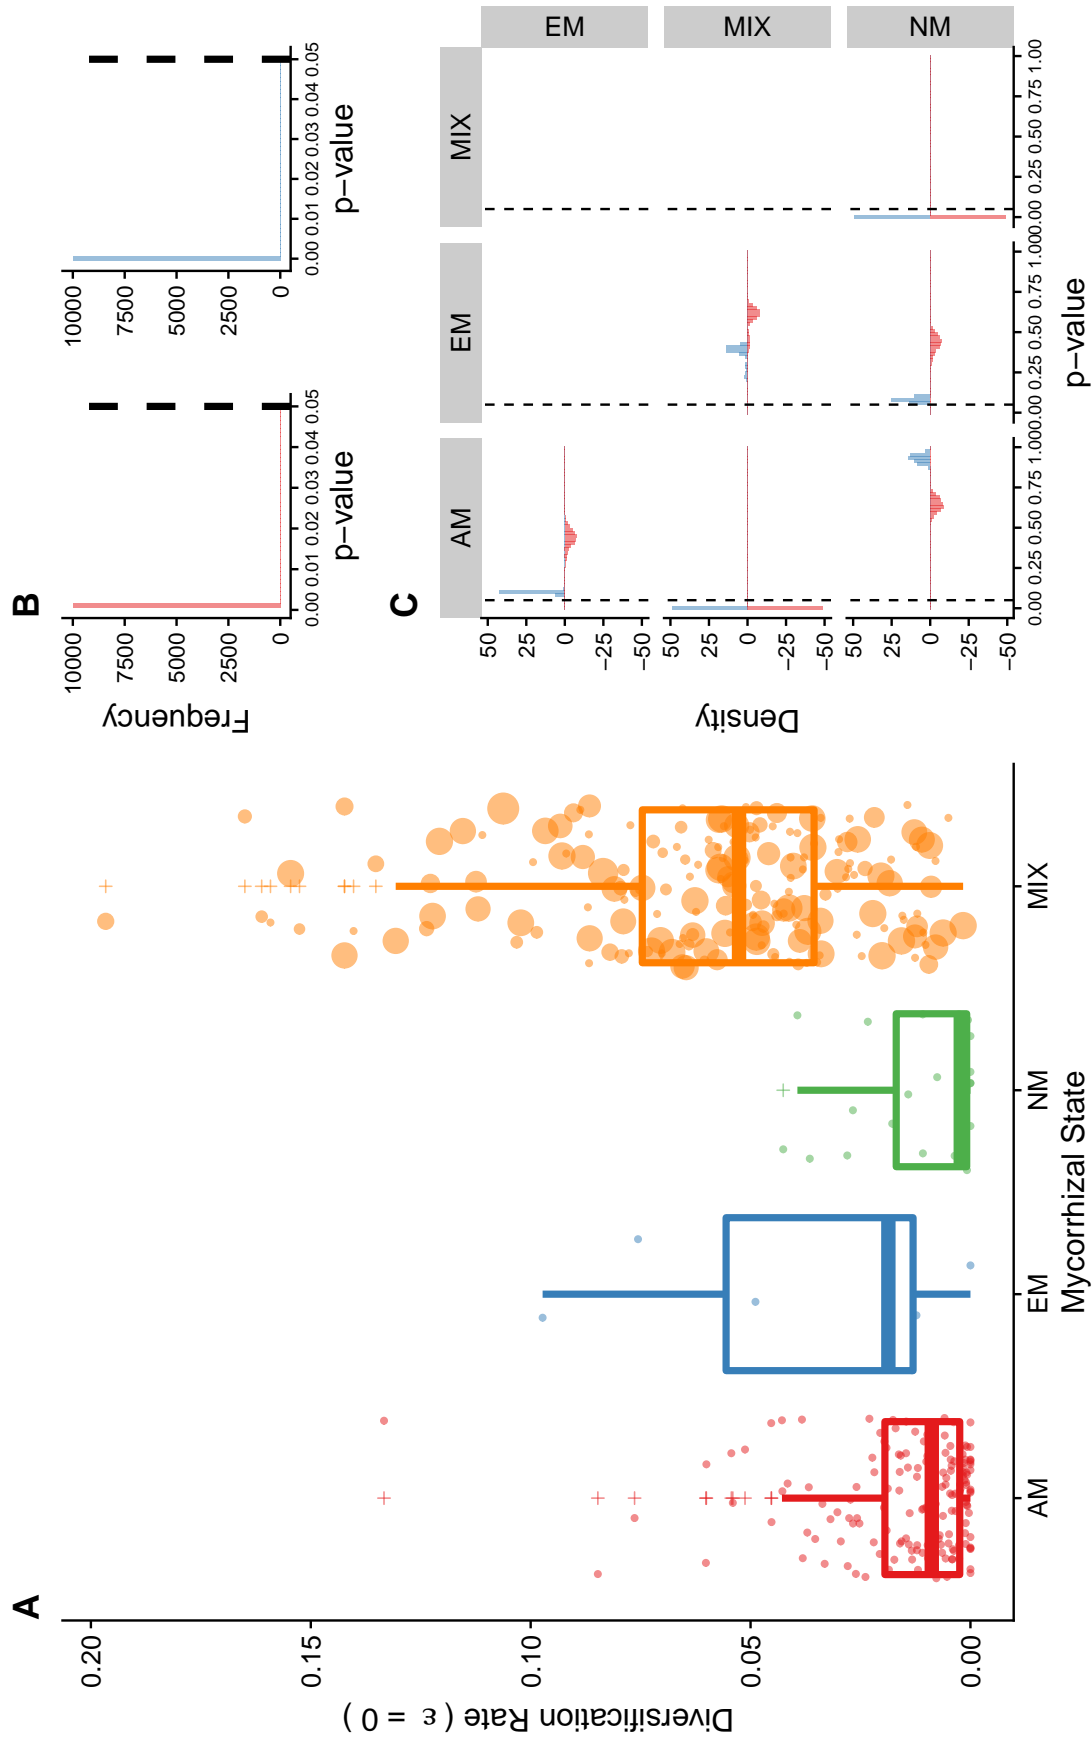 A
Diversification Rate ( ε = 0 )
0.20
0.15
0.10
0.05
0.00
AM
EM
NM
MIX
Mycorrhizal State
B
Frequency
10000
7500
5000
2500
0
0.00 0.01 0.02 0.03 0.04 0.05
p−value
10000
7500
5000
2500
0
0.00 0.01 0.02 0.03 0.04 0.05
p−value
C
AM
EM
MIX
Density
50
25
0
−25
−50
EM
50
25
0
−25
−50
MIX
50
25
0
−25
−50
NM
0.00 0.25 0.50 0.75 1.00
0.00 0.25 0.50 0.75 1.00
0.00 0.25 0.50 0.75 1.00
p−value